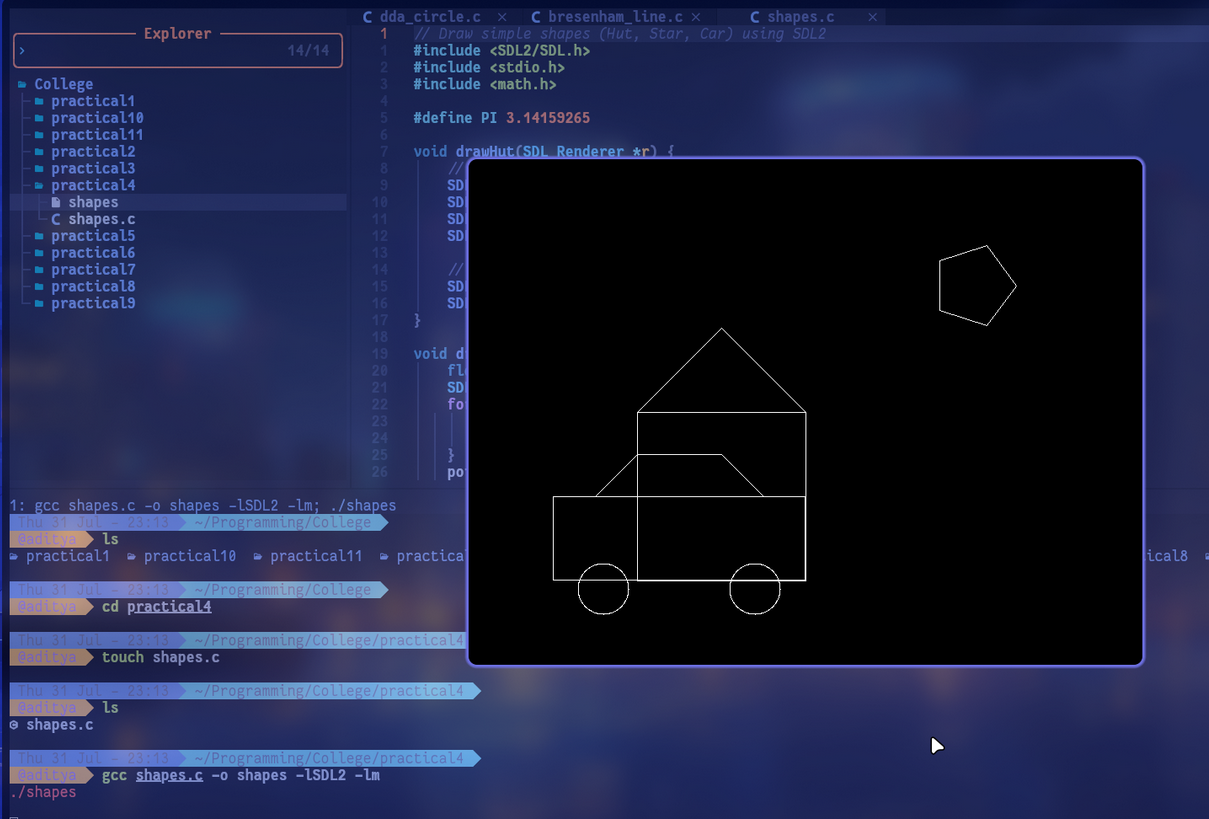 dda_circle.c × bresenham_line.c × shapes.c ×
Explorer
› 14/14
College
practical1
practical10
practical11
practical2
practical3
practical4
shapes
shapes.c
practical5
practical6
practical7
practical8
practical9
1 // Draw simple shapes (Hut, Star, Car) using SDL2
1 #include <SDL2/SDL.h>
2 #include <stdio.h>
3 #include <math.h>
4
5 #define PI 3.14159265
6
7 void drawHut(SDL_Renderer *r) {
8 //
9 SD
10 SD
11 SD
12 SD
13
14 //
15 SD
16 SD
17 }
18
19 void d
20 fl
21 SD
22 fo
23
24
25 }
26 po
1: gcc shapes.c -o shapes -lSDL2 -lm; ./shapes
Thu 31 Jul - 23:13 ~/Programming/College
@aditya ls
practical1 practical10 practical11 practica ical8
Thu 31 Jul - 23:13 ~/Programming/College
@aditya cd practical4
Thu 31 Jul - 23:13 ~/Programming/College/practical4
@aditya touch shapes.c
Thu 31 Jul - 23:13 ~/Programming/College/practical4
@aditya ls
shapes.c
Thu 31 Jul - 23:13 ~/Programming/College/practical4
@aditya gcc shapes.c -o shapes -lSDL2 -lm
./shapes